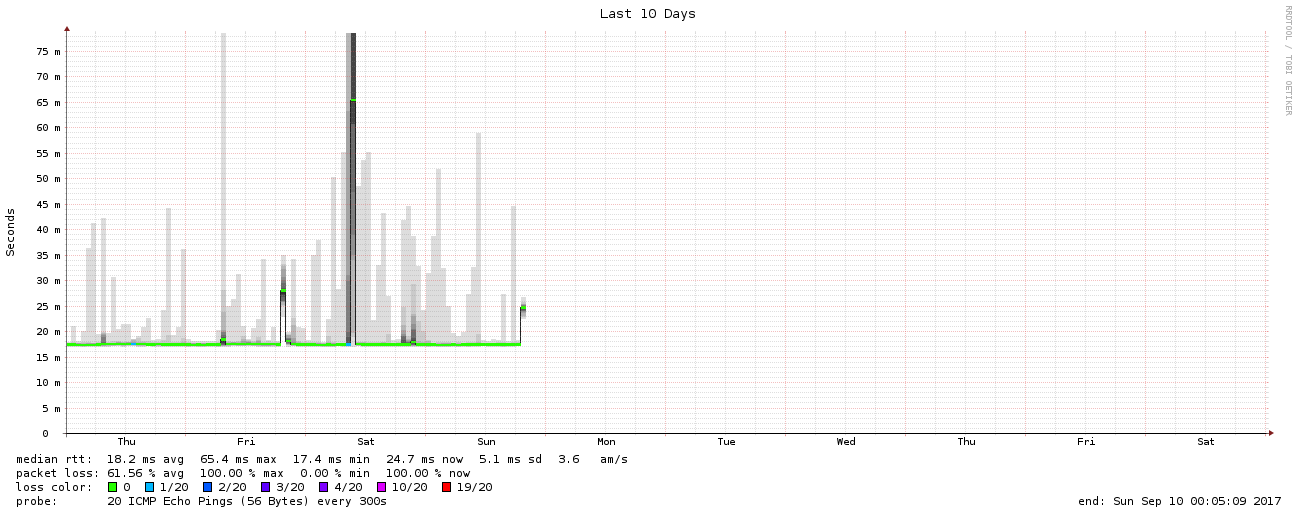 Last 10 Days
RRDTOOL / TOBI OETIKER
Seconds
75 m
70 m
65 m
60 m
55 m
50 m
45 m
40 m
35 m
30 m
25 m
20 m
15 m
10 m
5 m
0
Thu Fri Sat Sun Mon Tue Wed Thu Fri Sat
median rtt: 18.2 ms avg 65.4 ms max 17.4 ms min 24.7 ms now 5.1 ms sd 3.6 am/s
packet loss: 61.56 % avg 100.00 % max 0.00 % min 100.00 % now
loss color: 0 1/20 2/20 3/20 4/20 10/20 19/20
probe: 20 ICMP Echo Pings (56 Bytes) every 300s end: Sun Sep 10 00:05:09 2017